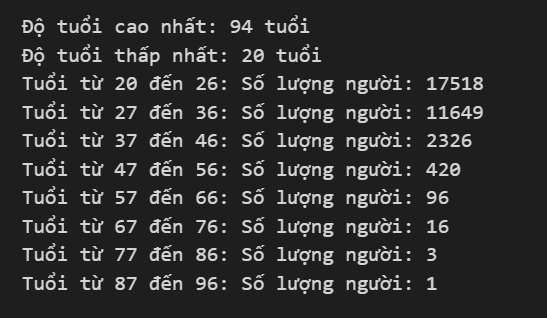 Độ tuổi cao nhất: 94 tuổi
Độ tuổi thấp nhất: 20 tuổi
Tuổi từ 20 đến 26: Số lượng người: 17518
Tuổi từ 27 đến 36: Số lượng người: 11649
Tuổi từ 37 đến 46: Số lượng người: 2326
Tuổi từ 47 đến 56: Số lượng người: 420
Tuổi từ 57 đến 66: Số lượng người: 96
Tuổi từ 67 đến 76: Số lượng người: 16
Tuổi từ 77 đến 86: Số lượng người: 3
Tuổi từ 87 đến 96: Số lượng người: 1